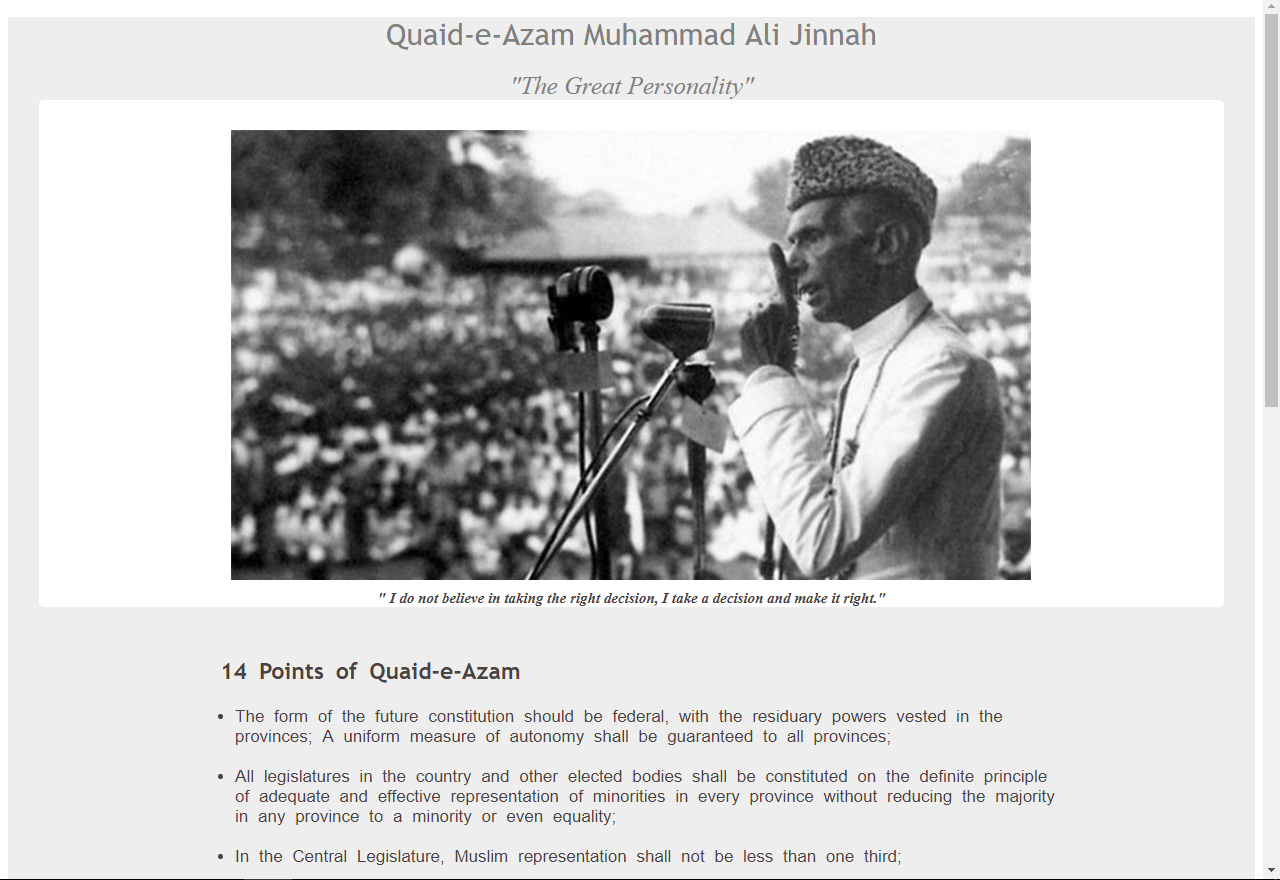 Quaid-e-Azam Muhammad Ali Jinnah
"The Great Personality"
" I do not believe in taking the right decision, I take a decision and make it right."
14 Points of Quaid-e-Azam
• The form of the future constitution should be federal, with the residuary powers vested in the
provinces; A uniform measure of autonomy shall be guaranteed to all provinces;
• All legislatures in the country and other elected bodies shall be constituted on the definite principle
of adequate and effective representation of minorities in every province without reducing the majority
in any province to a minority or even equality;
• In the Central Legislature, Muslim representation shall not be less than one third;